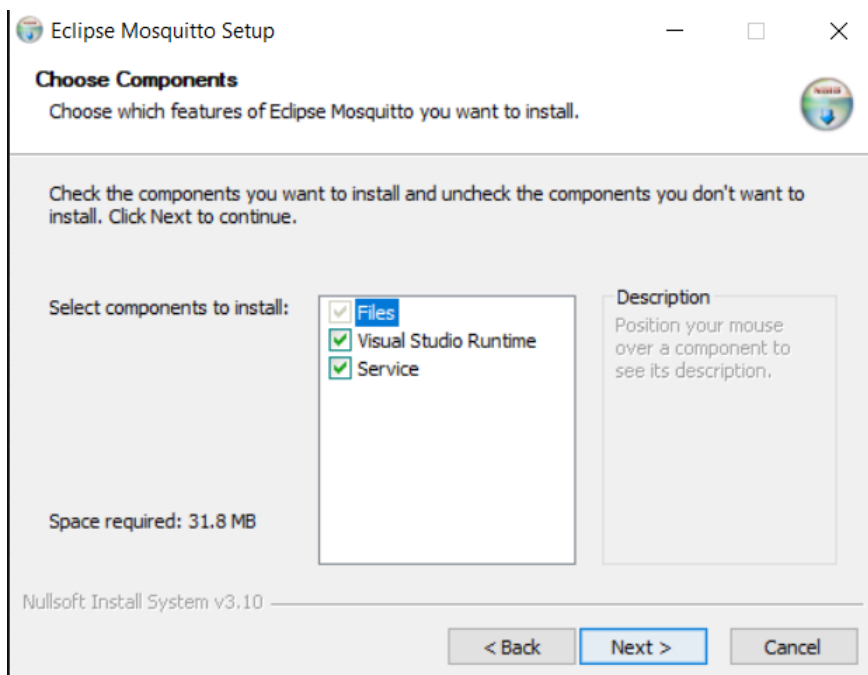 Eclipse Mosquitto Setup
Choose Components
Choose which features of Eclipse Mosquitto you want to install.
Check the components you want to install and uncheck the components you don't want to
install. Click Next to continue.
Select components to install:
Files
Visual Studio Runtime
Service
Description
Position your mouse
over a component to
see its description.
Space required: 31.8 MB
Nullsoft Install System v3.10
< Back
Next >
Cancel